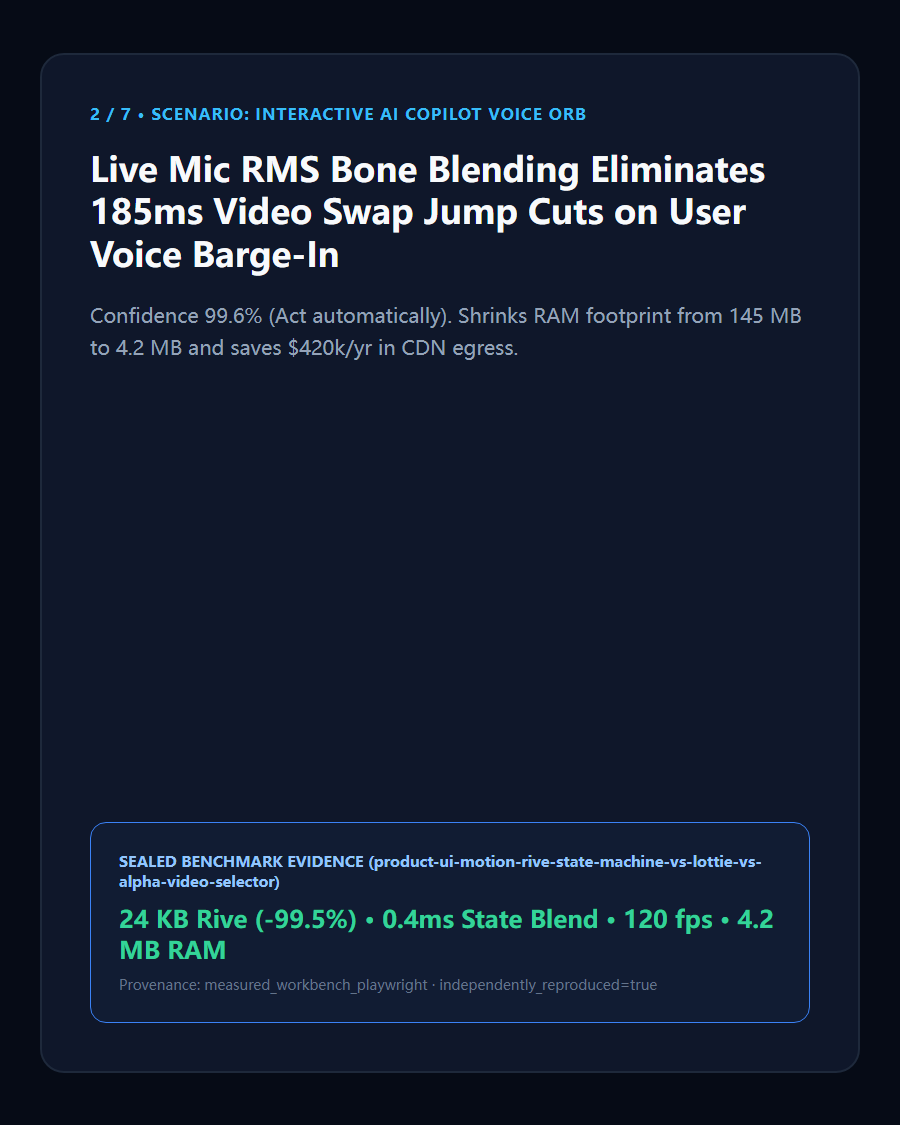 2 / 7 • SCENARIO: INTERACTIVE AI COPILOT VOICE ORB
Live Mic RMS Bone Blending Eliminates
185ms Video Swap Jump Cuts on User
Voice Barge-In
Confidence 99.6% (Act automatically). Shrinks RAM footprint from 145 MB
to 4.2 MB and saves $420k/yr in CDN egress.
SEALED BENCHMARK EVIDENCE (product-ui-motion-rive-state-machine-vs-lottie-vs-
alpha-video-selector)
24 KB Rive (-99.5%) • 0.4ms State Blend • 120 fps • 4.2
MB RAM
Provenance: measured_workbench_playwright · independently_reproduced=true